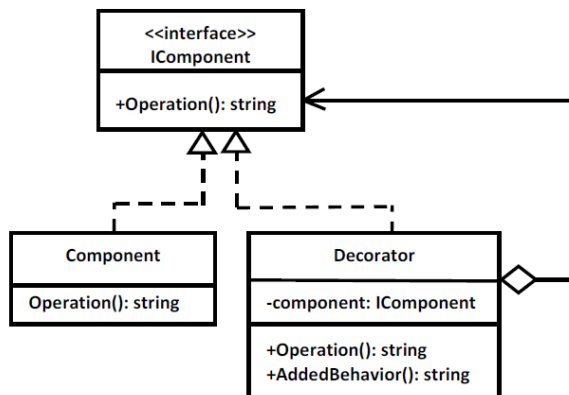 <<interface>>
IComponent
+Operation(): string
Component
Operation(): string
Decorator
-component: IComponent
+Operation(): string
+AddedBehavior(): string